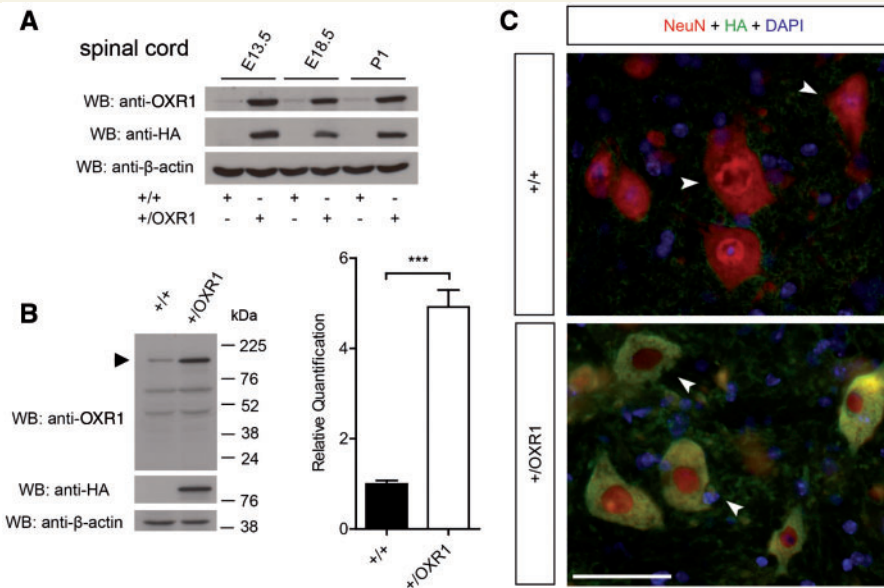 A
spinal cord
E13.5 E18.5 P1
WB: anti-OXR1
WB: anti-HA
WB: anti-β-actin
+/+ + - + - + -
+/OXR1 - + - + - +
B
+/+ +/OXR1 kDa
225
76
WB: anti-OXR1
52
38
24
WB: anti-HA
76
WB: anti-β-actin
38
Relative Quantification
6
4
2
0
***
+/+ +/OXR1
C
NeuN + HA + DAPI
+/+
+/OXR1